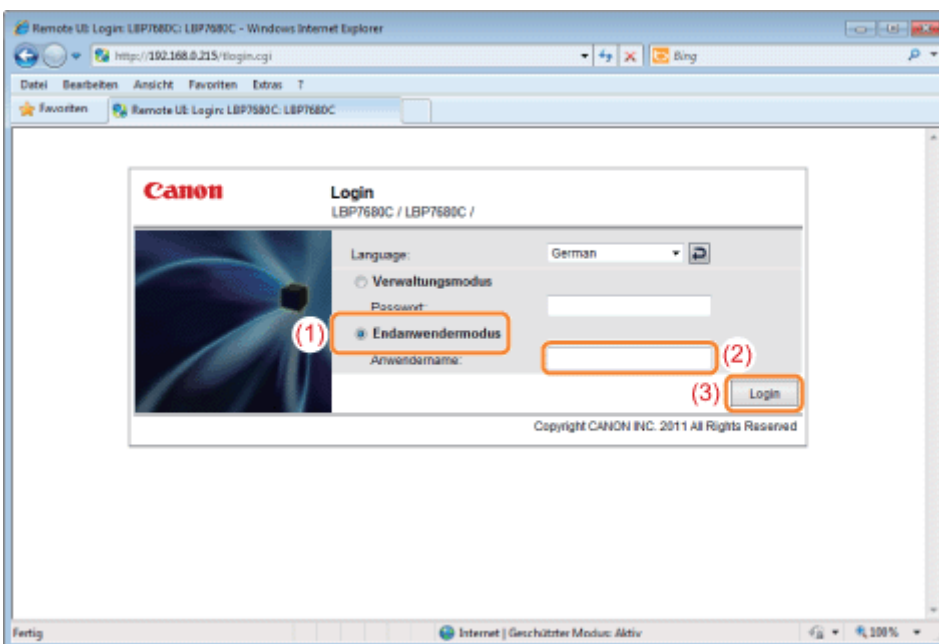 Remote UI: Login: LBP7680C: LBP7680C - Windows Internet Explorer
http://192.168.0.215/tlogin.cgi
Bing
Datei Bearbeiten Ansicht Favoriten Extras ?
Favoriten Remote UI: Login: LBP7680C: LBP7680C
Canon
Login
LBP7680C / LBP7680C /
Language: German
Verwaltungsmodus
Passwort:
(1) Endanwendermodus
Anwendername: (2)
(3) Login
Copyright CANON INC. 2011 All Rights Reserved
Fertig Internet | Geschützter Modus: Aktiv 100%